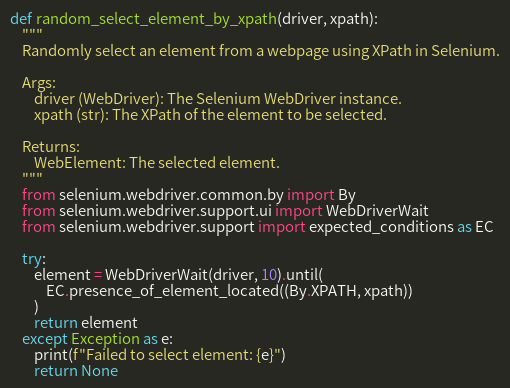 def random_select_element_by_xpath(driver, xpath):
    """
    Randomly select an element from a webpage using XPath in Selenium.

    Args:
        driver (WebDriver): The Selenium WebDriver instance.
        xpath (str): The XPath of the element to be selected.

    Returns:
        WebElement: The selected element.
    """
    from selenium.webdriver.common.by import By
    from selenium.webdriver.support.ui import WebDriverWait
    from selenium.webdriver.support import expected_conditions as EC

    try:
        element = WebDriverWait(driver, 10).until(
            EC.presence_of_element_located((By.XPATH, xpath))
        )
        return element
    except Exception as e:
        print(f"Failed to select element: {e}")
        return None